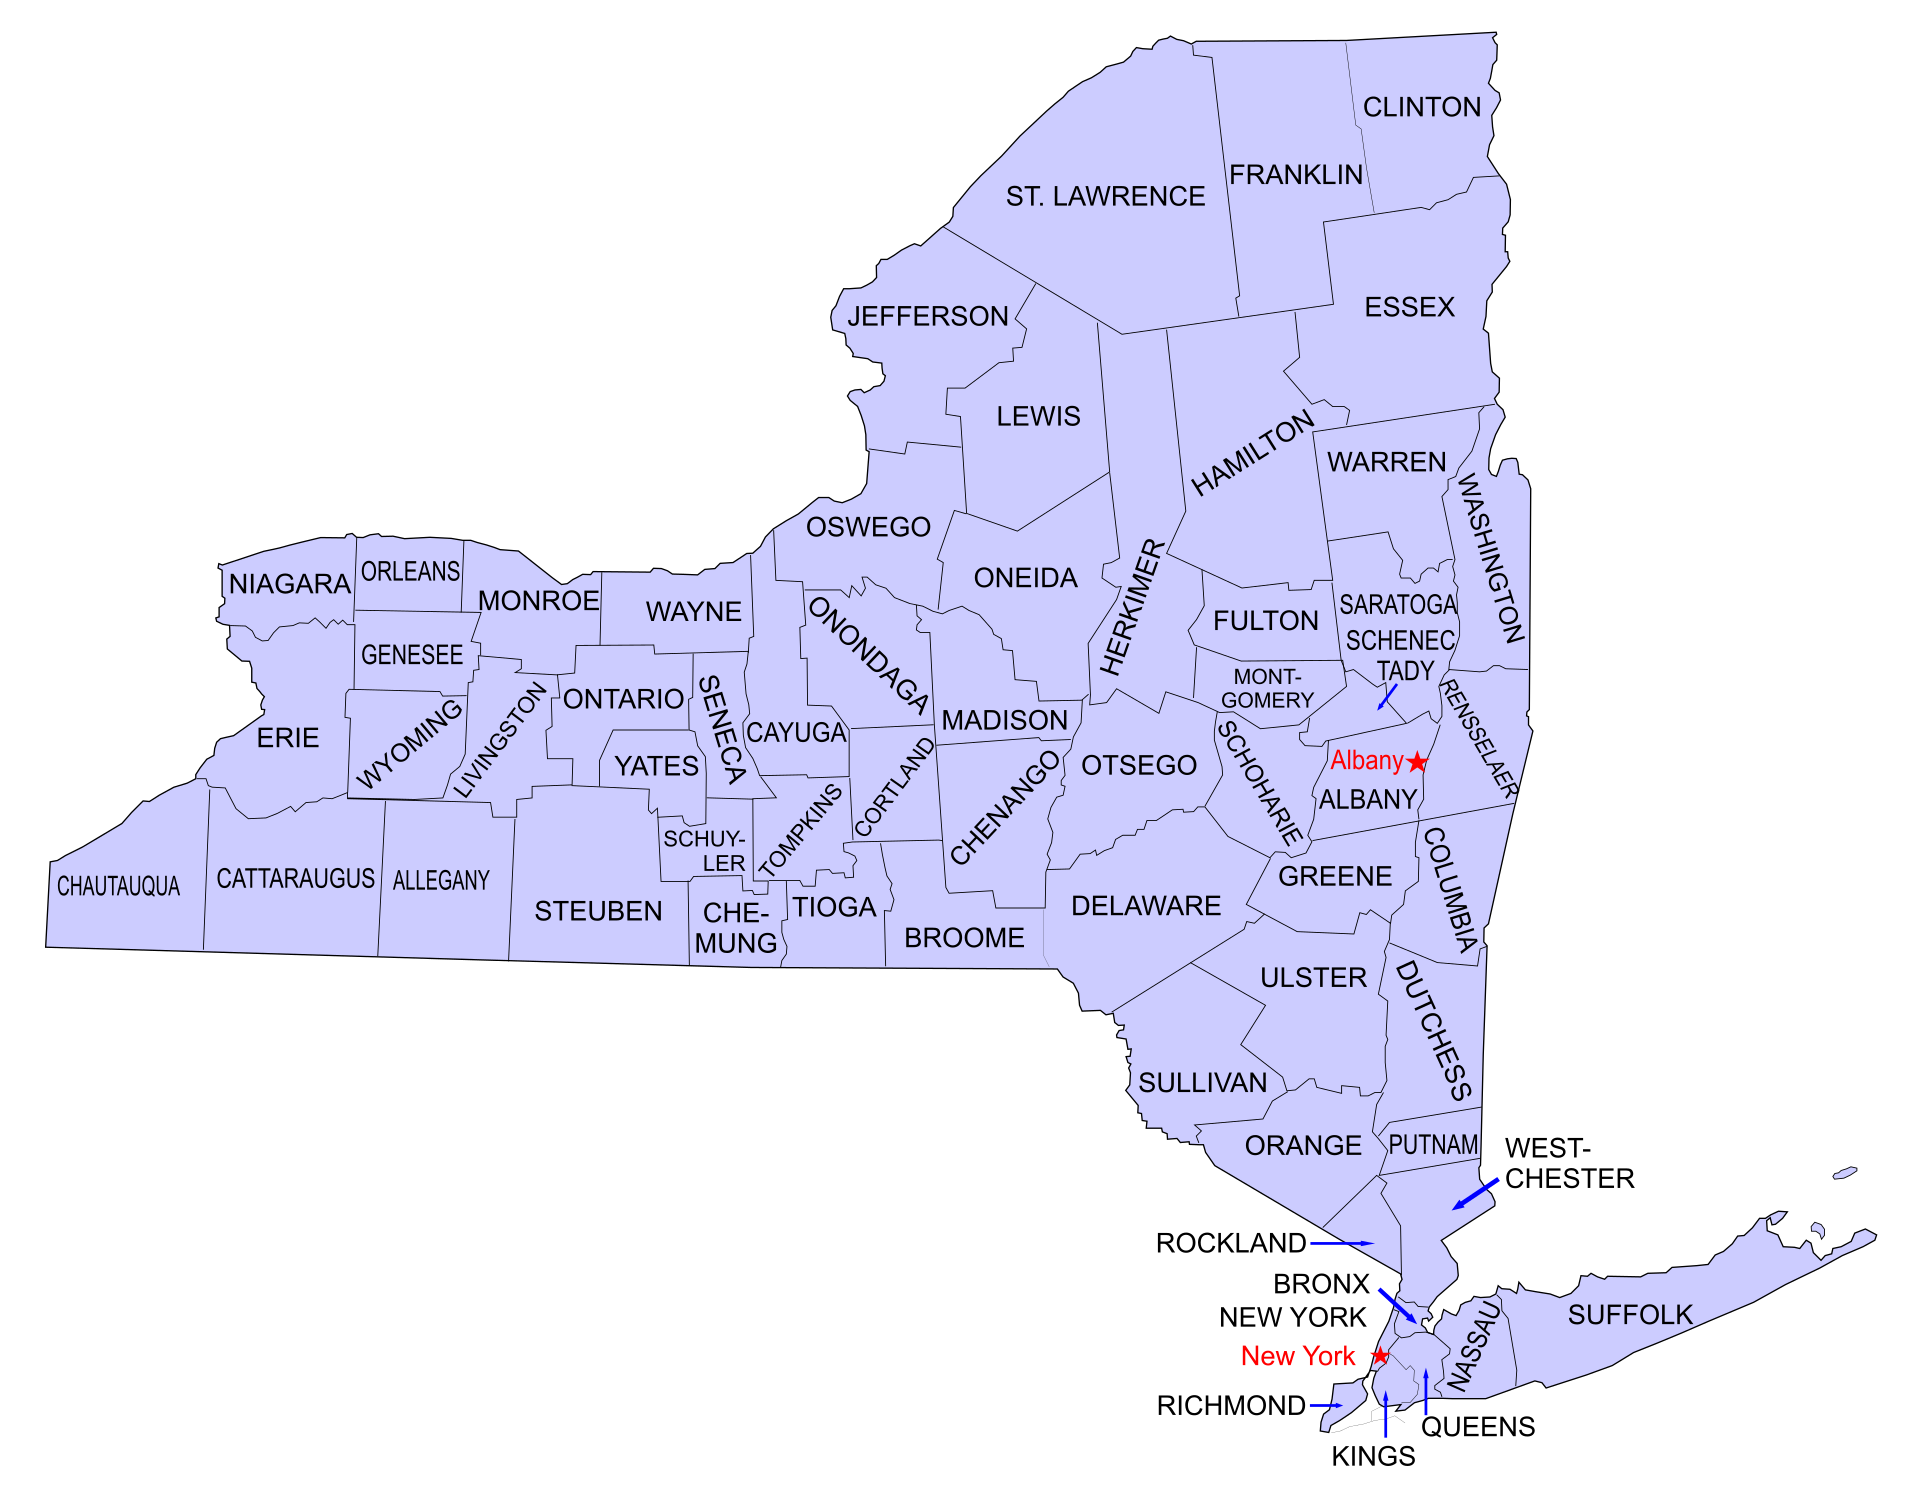 CLINTON
FRANKLIN
ST. LAWRENCE
ESSEX
JEFFERSON
LEWIS
HAMILTON
WARREN
WASHINGTON
OSWEGO
ONEIDA
HERKIMER
NIAGARA
ORLEANS
MONROE
WAYNE
ONONDAGA
FULTON
SARATOGA
SCHENEC
TADY
GENESEE
MONT-
GOMERY
RENSSELAER
ERIE
WYOMING
LIVINGSTON
ONTARIO
SENECA
CAYUGA
MADISON
YATES
CORTLAND
CHENANGO
OTSEGO
SCHOHARIE
Albany
ALBANY
SCHUY-
LER
TOMPKINS
CHAUTAUQUA
CATTARAUGUS
ALLEGANY
STEUBEN
CHE-
MUNG
TIOGA
BROOME
DELAWARE
GREENE
COLUMBIA
ULSTER
DUTCHESS
SULLIVAN
ORANGE
PUTNAM
WEST-
CHESTER
ROCKLAND
BRONX
NEW YORK
New York
NASSAU
SUFFOLK
RICHMOND
QUEENS
KINGS